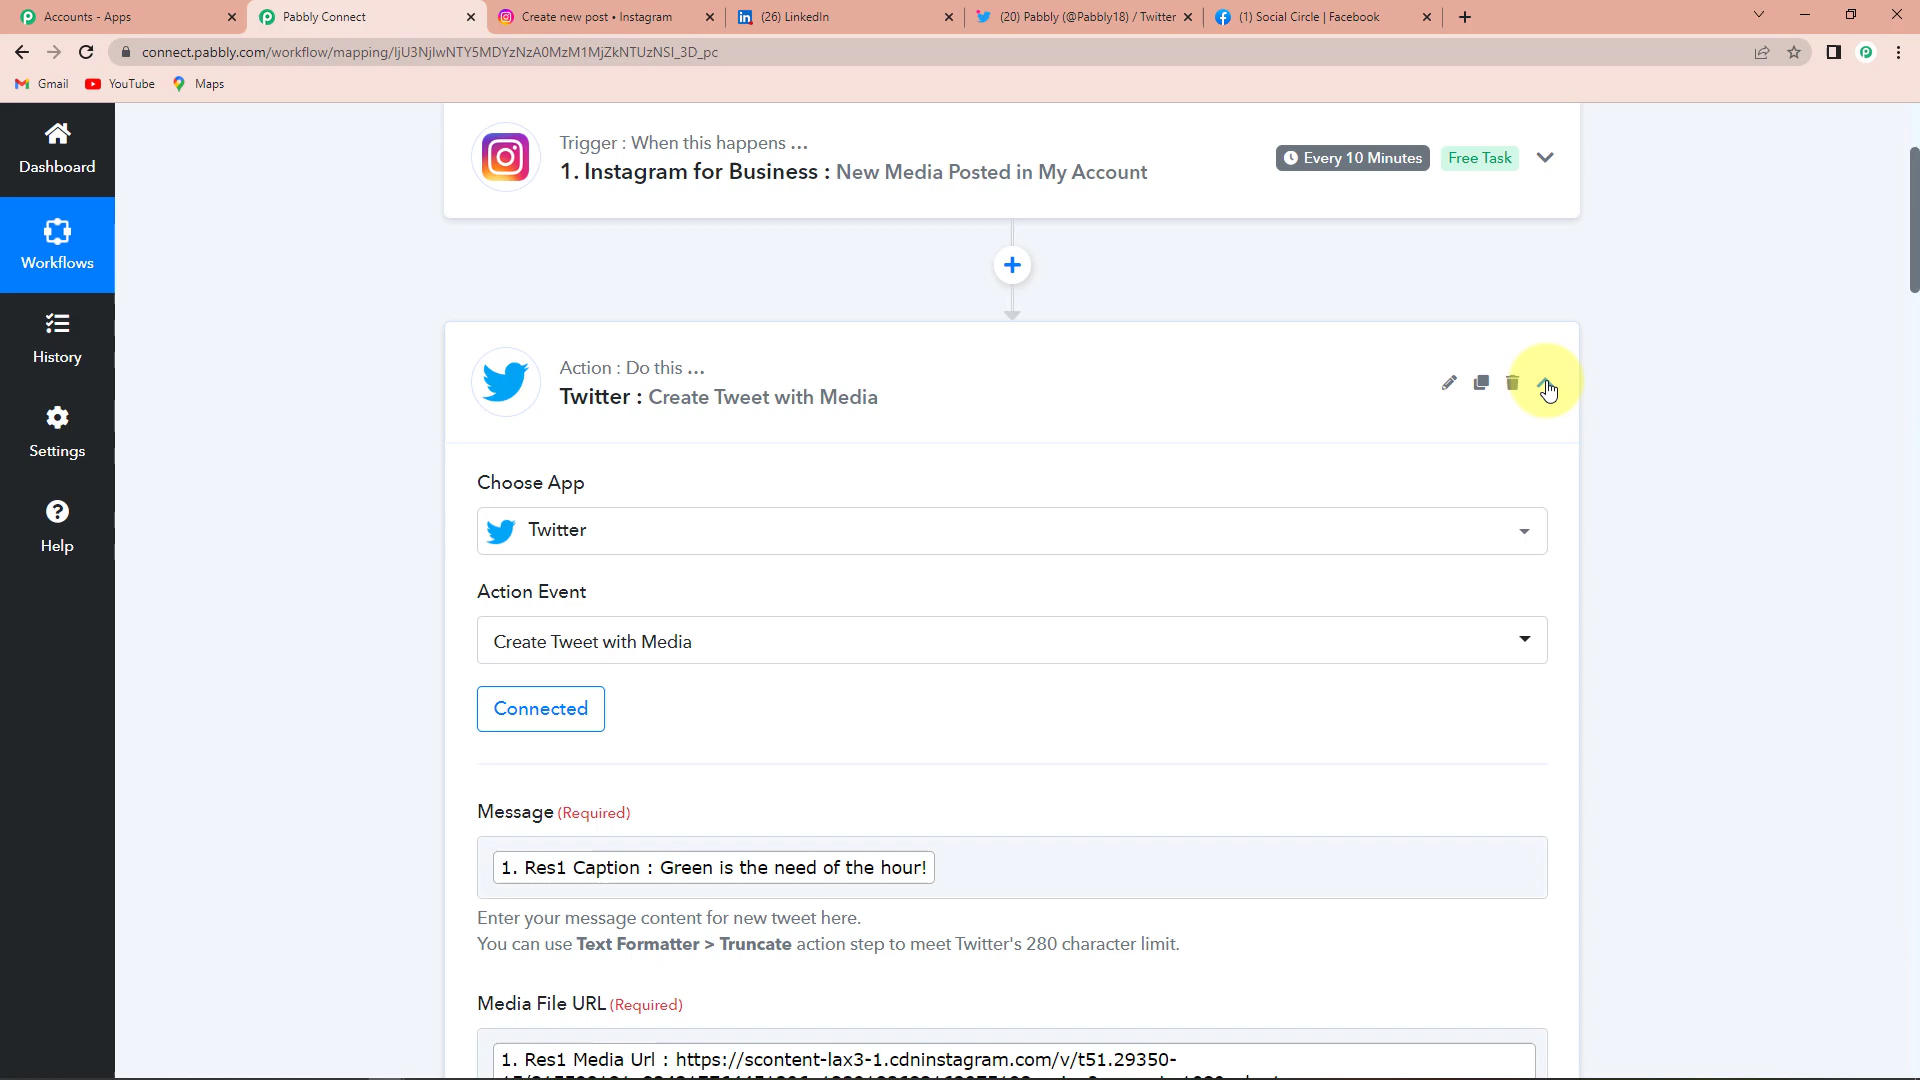 Accounts - Apps
Pabbly Connect
Create new post • Instagram
(26) LinkedIn
(20) Pabbly (@Pabbly18) / Twitter
(1) Social Circle | Facebook
connect.pabbly.com/workflow/mapping/IjU3NjIwNTY5MDYzNzA0MzM1MjZkNTUzNSI_3D_pc
Gmail
YouTube
Maps
Dashboard
Workflows
History
Settings
Help
Trigger : When this happens ...
1. Instagram for Business : New Media Posted in My Account
Every 10 Minutes
Free Task
Action : Do this ...
Twitter : Create Tweet with Media
Choose App
Twitter
Action Event
Create Tweet with Media
Connected
Message (Required)
1. Res1 Caption : Green is the need of the hour!
Enter your message content for new tweet here.
You can use Text Formatter > Truncate action step to meet Twitter's 280 character limit.
Media File URL (Required)
1. Res1 Media Url : https://scontent-lax3-1.cdninstagram.com/v/t51.29350-